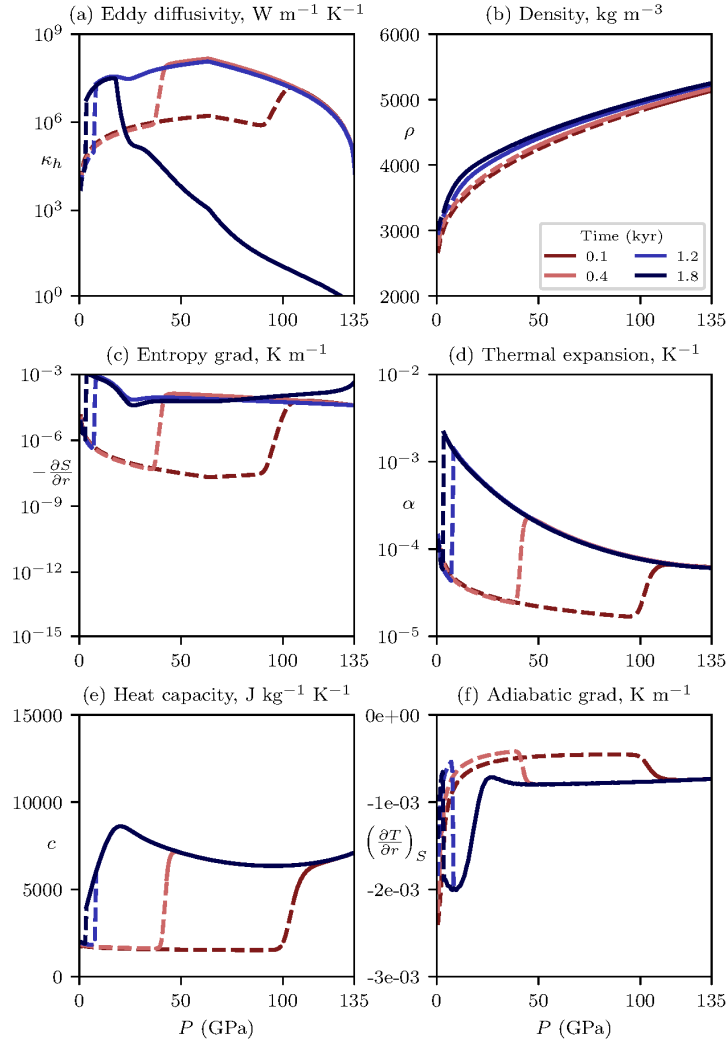 (a) Eddy diffusivity, W m⁻¹ K⁻¹
(b) Density, kg m⁻³
10⁹
10⁶
κₕ
10³
10⁰
0
50
100
135
6000
5000
ρ
4000
3000
2000
Time (kyr)
0.1
1.2
0.4
1.8
0
50
100
135
(c) Entropy grad, K m⁻¹
(d) Thermal expansion, K⁻¹
10⁻³
10⁻⁶
−∂S/∂r
10⁻⁹
10⁻¹²
10⁻¹⁵
0
50
100
135
10⁻²
10⁻³
α
10⁻⁴
10⁻⁵
0
50
100
135
(e) Heat capacity, J kg⁻¹ K⁻¹
(f) Adiabatic grad, K m⁻¹
15000
10000
c
5000
0
0
50
100
135
P (GPa)
0e+00
-1e-03
(∂T/∂r)_S
-2e-03
-3e-03
0
50
100
135
P (GPa)